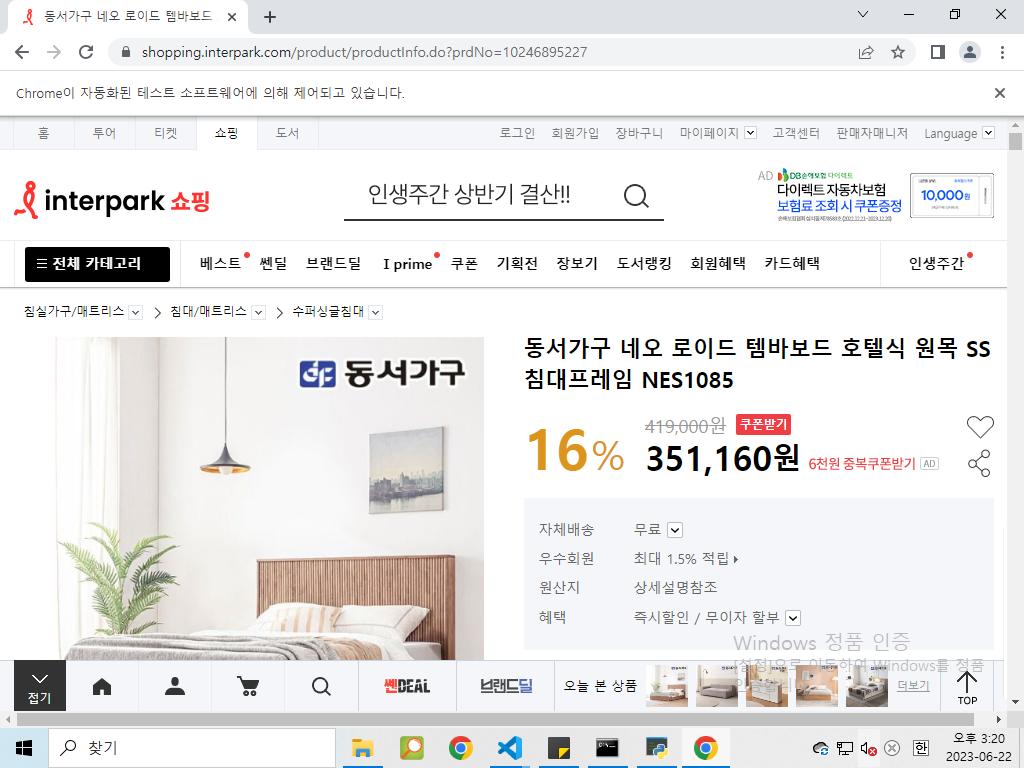 동서가구 네오 로이드 템바보드
shopping.interpark.com/product/productInfo.do?prdNo=10246895227
Chrome이 자동화된 테스트 소프트웨어에 의해 제어되고 있습니다.
홈 투어 티켓 쇼핑 도서 로그인 회원가입 장바구니 마이페이지 고객센터 판매자매니저 Language
interpark 쇼핑
인생주간 상반기 결산!!
AD DB손해보험 다이렉트
다이렉트 자동차보험
보험료 조회 시 쿠폰증정
10,000원
전체 카테고리 베스트 쎈딜 브랜드딜 I prime 쿠폰 기획전 장보기 도서랭킹 회원혜택 카드혜택 인생주간
침실가구/매트리스 침대/매트리스 수퍼싱글침대
동서가구
동서가구 네오 로이드 템바보드 호텔식 원목 SS
침대프레임 NES1085
16% 419,000원 쿠폰받기
351,160원 6천원 중복쿠폰받기 AD
자체배송 무료
우수회원 최대 1.5% 적립
원산지 상세설명참조
혜택 즉시할인 / 무이자 할부
Windows 정품 인증
[설정]으로 이동하여 Windows를 정품
접기 쎈DEAL 브랜드딜 오늘 본 상품 더보기 TOP
찾기
한
오후 3:20
2023-06-22